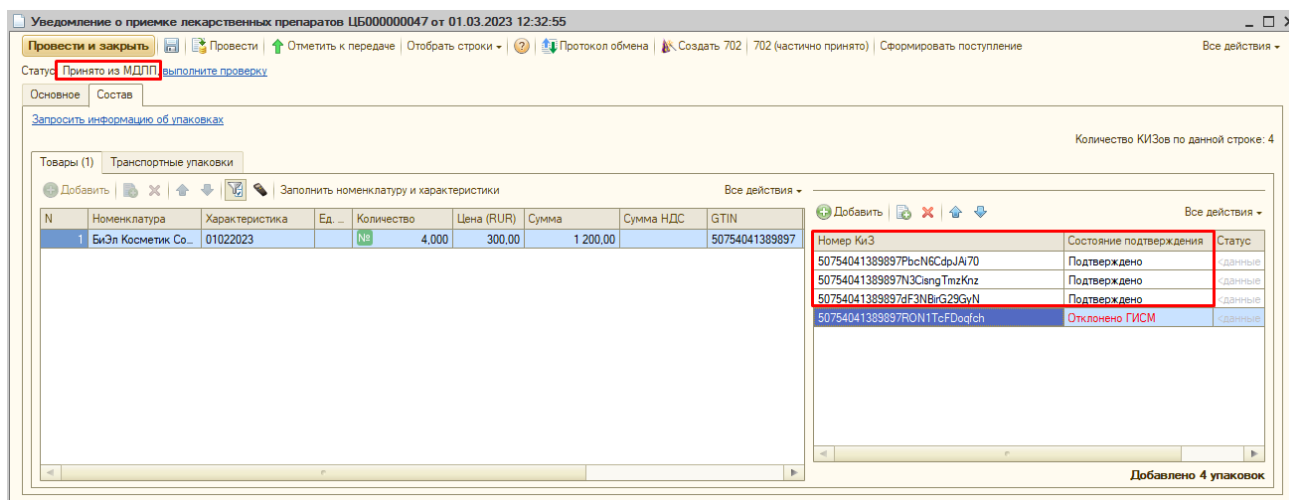 Уведомление о приемке лекарственных препаратов ЦБ000000047 от 01.03.2023 12:32:55
Провести и закрыть Провести Отметить к передаче Отобрать строки Протокол обмена Создать 702 702 (частично принято) Сформировать поступление Все действия
Статус Принято из МДЛП, выполните проверку
Основное Состав
Запросить информацию об упаковках
Количество КИЗов по данной строке: 4
Товары (1) Транспортные упаковки
Добавить Заполнить номенклатуру и характеристики Все действия
Добавить Все действия
N Номенклатура Характеристика Ед. ... Количество Цена (RUR) Сумма Сумма НДС GTIN
1 БиЭл Косметик Со... 01022023 № 4,000 300,00 1 200,00 50754041389897
Номер КиЗ Состояние подтверждения Статус
50754041389897PbcN6CdpJAi70 Подтверждено <данные
50754041389897N3CisngTmzKnz Подтверждено <данные
50754041389897dF3NBirG29GyN Подтверждено <данные
50754041389897RON1TcFDoqfch Отклонено ГИСМ <данные
Добавлено 4 упаковок